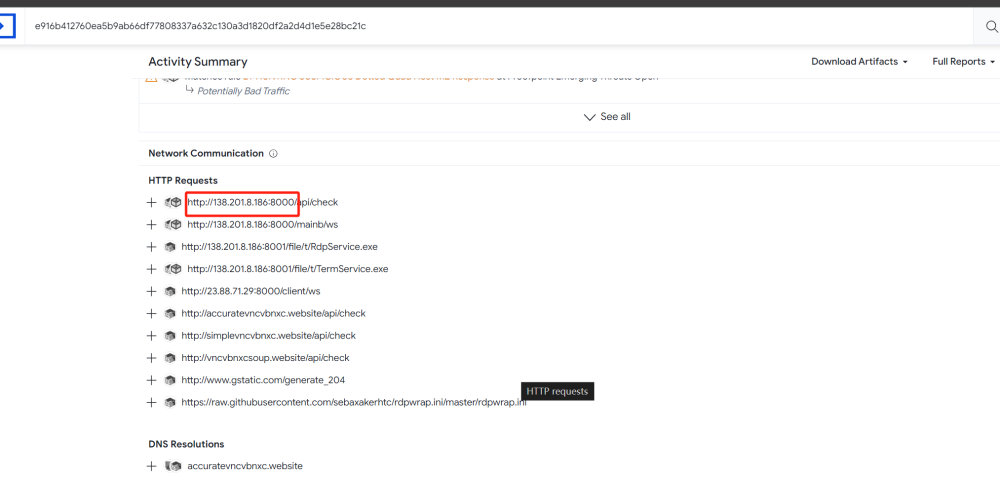 e916b412760ea5b9ab66df77808337a632c130a3d1820df2a2d4d1e5e28bc21c
Activity Summary
Download Artifacts
Full Reports
Potentially Bad Traffic
See all
Network Communication
HTTP Requests
http://138.201.8.186:8000/api/check
http://138.201.8.186:8000/mainb/ws
http://138.201.8.186:8001/file/t/RdpService.exe
http://138.201.8.186:8001/file/t/TermService.exe
http://23.88.71.29:8000/client/ws
http://accuratevncvbnxc.website/api/check
http://simplevncvbnxc.website/api/check
http://vncvbnxcsoup.website/api/check
http://www.gstatic.com/generate_204
HTTP requests
https://raw.githubusercontent.com/sebaxakerhtc/rdpwrap.ini/master/rdpwrap.ini
DNS Resolutions
accuratevncvbnxc.website